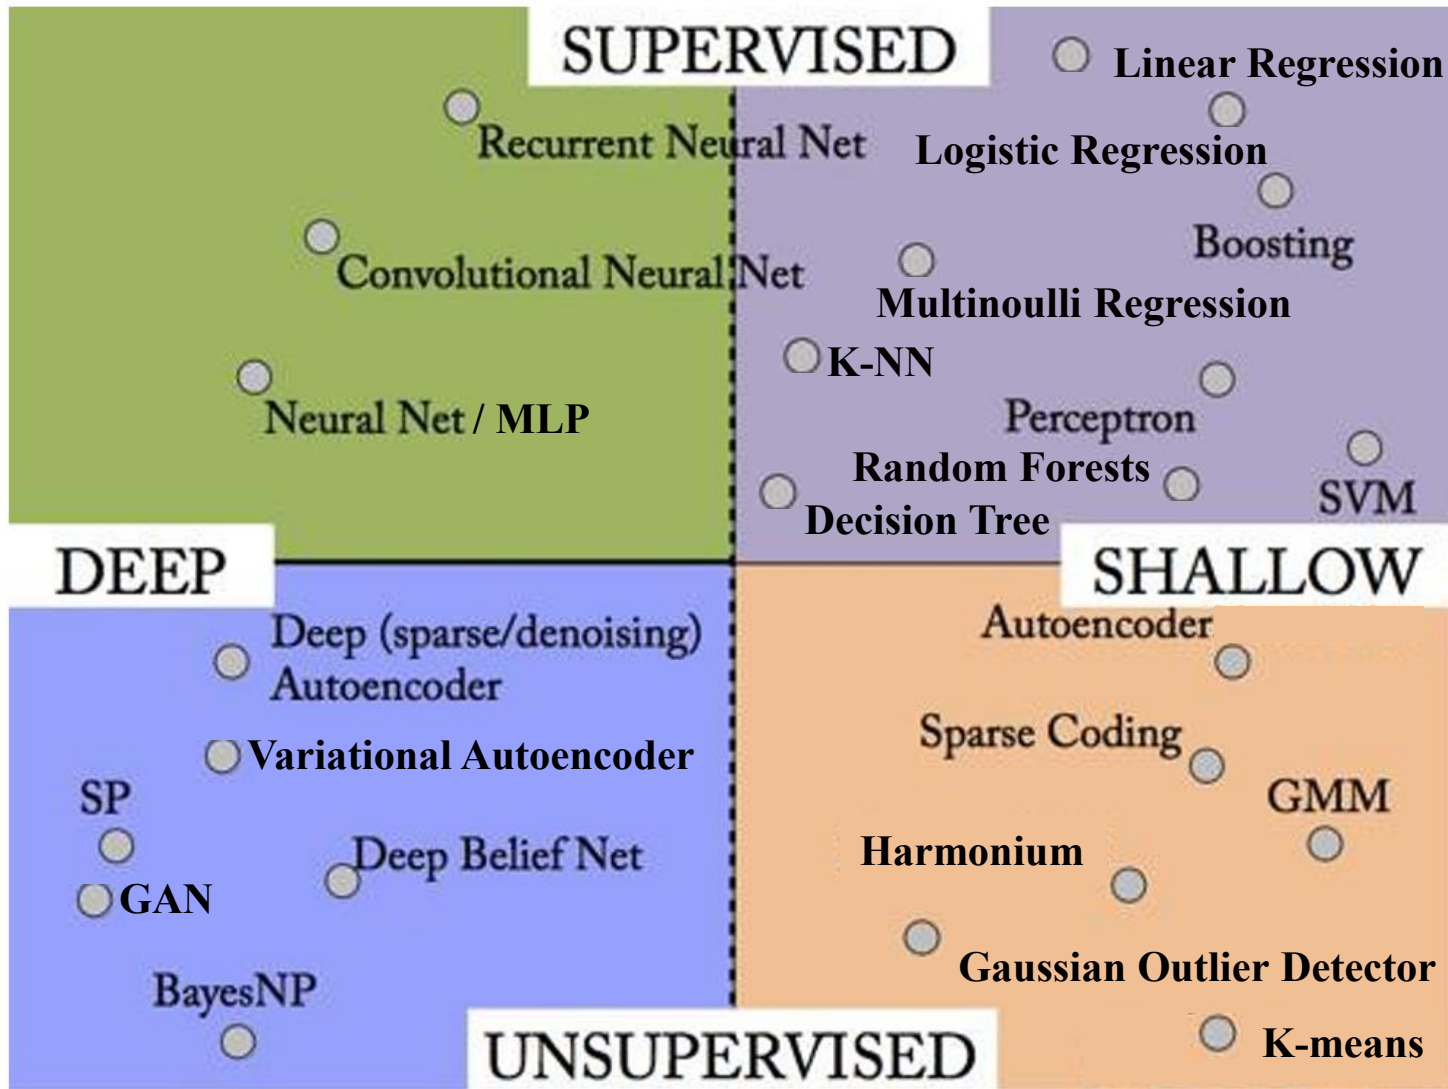 SUPERVISED
Linear Regression
Recurrent Neural Net
Logistic Regression
Boosting
Convolutional Neural Net
Multinoulli Regression
K-NN
Neural Net / MLP
Perceptron
Random Forests
SVM
Decision Tree
DEEP
SHALLOW
Deep (sparse/denoising)
Autoencoder
Autoencoder
Variational Autoencoder
Sparse Coding
SP
GMM
Deep Belief Net
Harmonium
GAN
Gaussian Outlier Detector
BayesNP
K-means
UNSUPERVISED